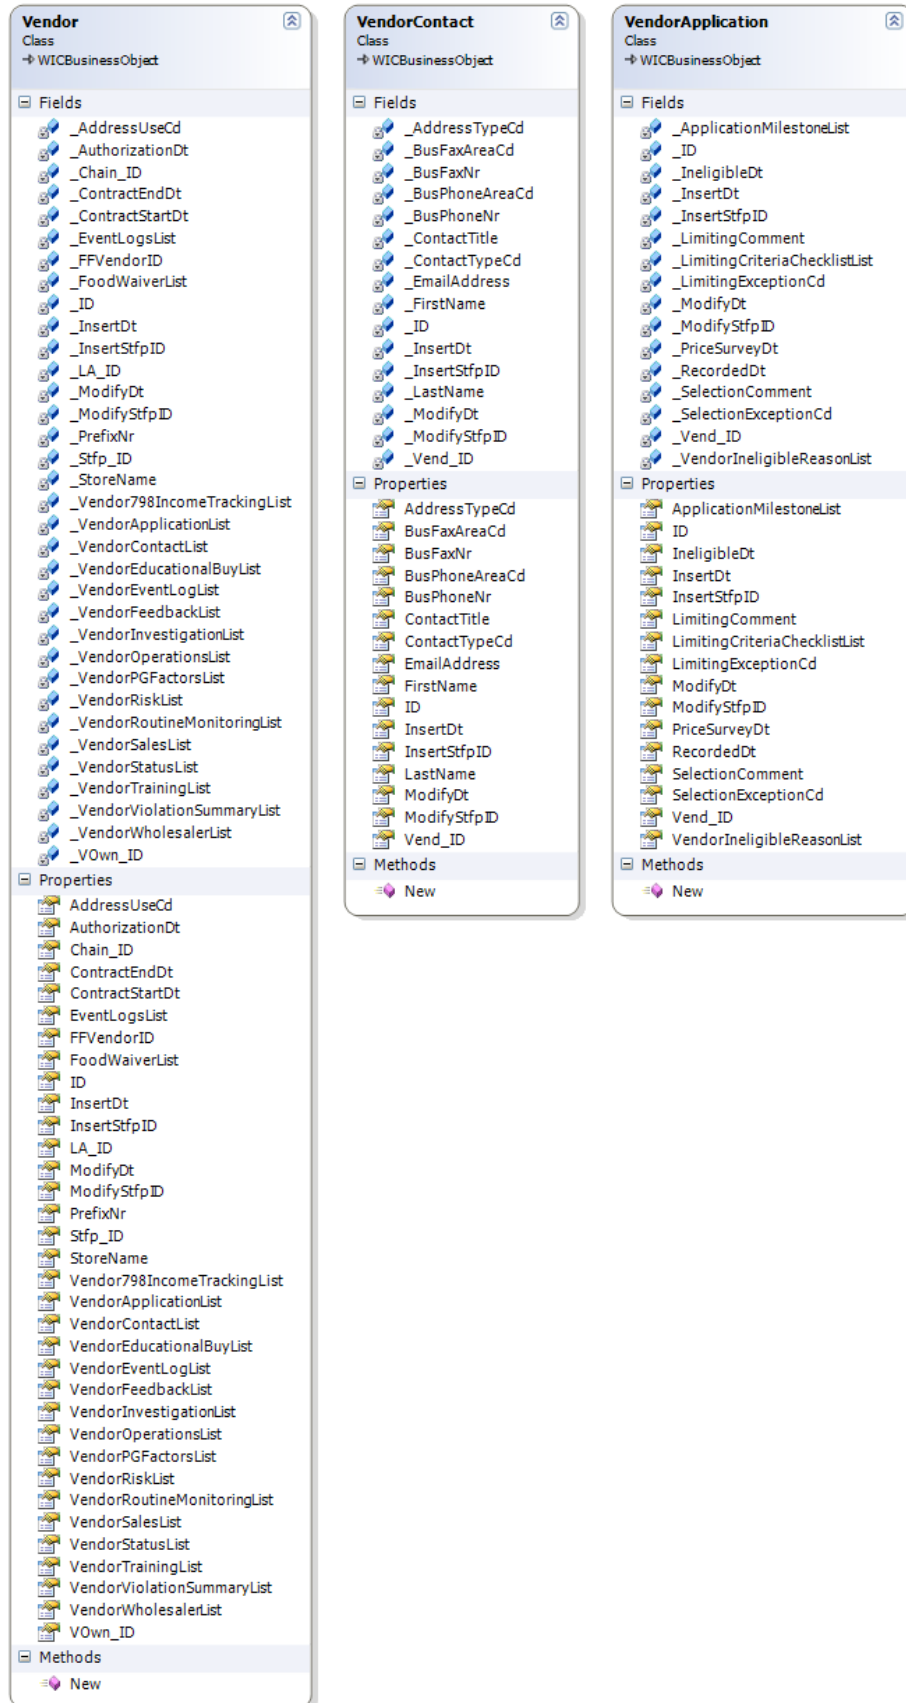 Vendor
Class
WICBusinessObject
Fields
_AddressUseCd
_AuthorizationDt
_Chain_ID
_ContractEndDt
_ContractStartDt
_EventLogsList
_FFVendorID
_FoodWaiverList
_ID
_InsertDt
_InsertStfpID
_LA_ID
_ModifyDt
_ModifyStfpID
_PrefixNr
_Stfp_ID
_StoreName
_Vendor798IncomeTrackingList
_VendorApplicationList
_VendorContactList
_VendorEducationalBuyList
_VendorEventLogList
_VendorFeedbackList
_VendorInvestigationList
_VendorOperationsList
_VendorPGFactorsList
_VendorRiskList
_VendorRoutineMonitoringList
_VendorSalesList
_VendorStatusList
_VendorTrainingList
_VendorViolationSummaryList
_VendorWholesalerList
_VOwn_ID
Properties
AddressUseCd
AuthorizationDt
Chain_ID
ContractEndDt
ContractStartDt
EventLogsList
FFVendorID
FoodWaiverList
ID
InsertDt
InsertStfpID
LA_ID
ModifyDt
ModifyStfpID
PrefixNr
Stfp_ID
StoreName
Vendor798IncomeTrackingList
VendorApplicationList
VendorContactList
VendorEducationalBuyList
VendorEventLogList
VendorFeedbackList
VendorInvestigationList
VendorOperationsList
VendorPGFactorsList
VendorRiskList
VendorRoutineMonitoringList
VendorSalesList
VendorStatusList
VendorTrainingList
VendorViolationSummaryList
VendorWholesalerList
VOwn_ID
Methods
New
VendorContact
Class
WICBusinessObject
Fields
_AddressTypeCd
_BusFaxAreaCd
_BusFaxNr
_BusPhoneAreaCd
_BusPhoneNr
_ContactTitle
_ContactTypeCd
_EmailAddress
_FirstName
_ID
_InsertDt
_InsertStfpID
_LastName
_ModifyDt
_ModifyStfpID
_Vend_ID
Properties
AddressTypeCd
BusFaxAreaCd
BusFaxNr
BusPhoneAreaCd
BusPhoneNr
ContactTitle
ContactTypeCd
EmailAddress
FirstName
ID
InsertDt
InsertStfpID
LastName
ModifyDt
ModifyStfpID
Vend_ID
Methods
New
VendorApplication
Class
WICBusinessObject
Fields
_ApplicationMilestoneList
_ID
_IneligibleDt
_InsertDt
_InsertStfpID
_LimitingComment
_LimitingCriteriaChecklistList
_LimitingExceptionCd
_ModifyDt
_ModifyStfpID
_PriceSurveyDt
_RecordedDt
_SelectionComment
_SelectionExceptionCd
_Vend_ID
_VendorIneligibleReasonList
Properties
ApplicationMilestoneList
ID
IneligibleDt
InsertDt
InsertStfpID
LimitingComment
LimitingCriteriaChecklistList
LimitingExceptionCd
ModifyDt
ModifyStfpID
PriceSurveyDt
RecordedDt
SelectionComment
SelectionExceptionCd
Vend_ID
VendorIneligibleReasonList
Methods
New